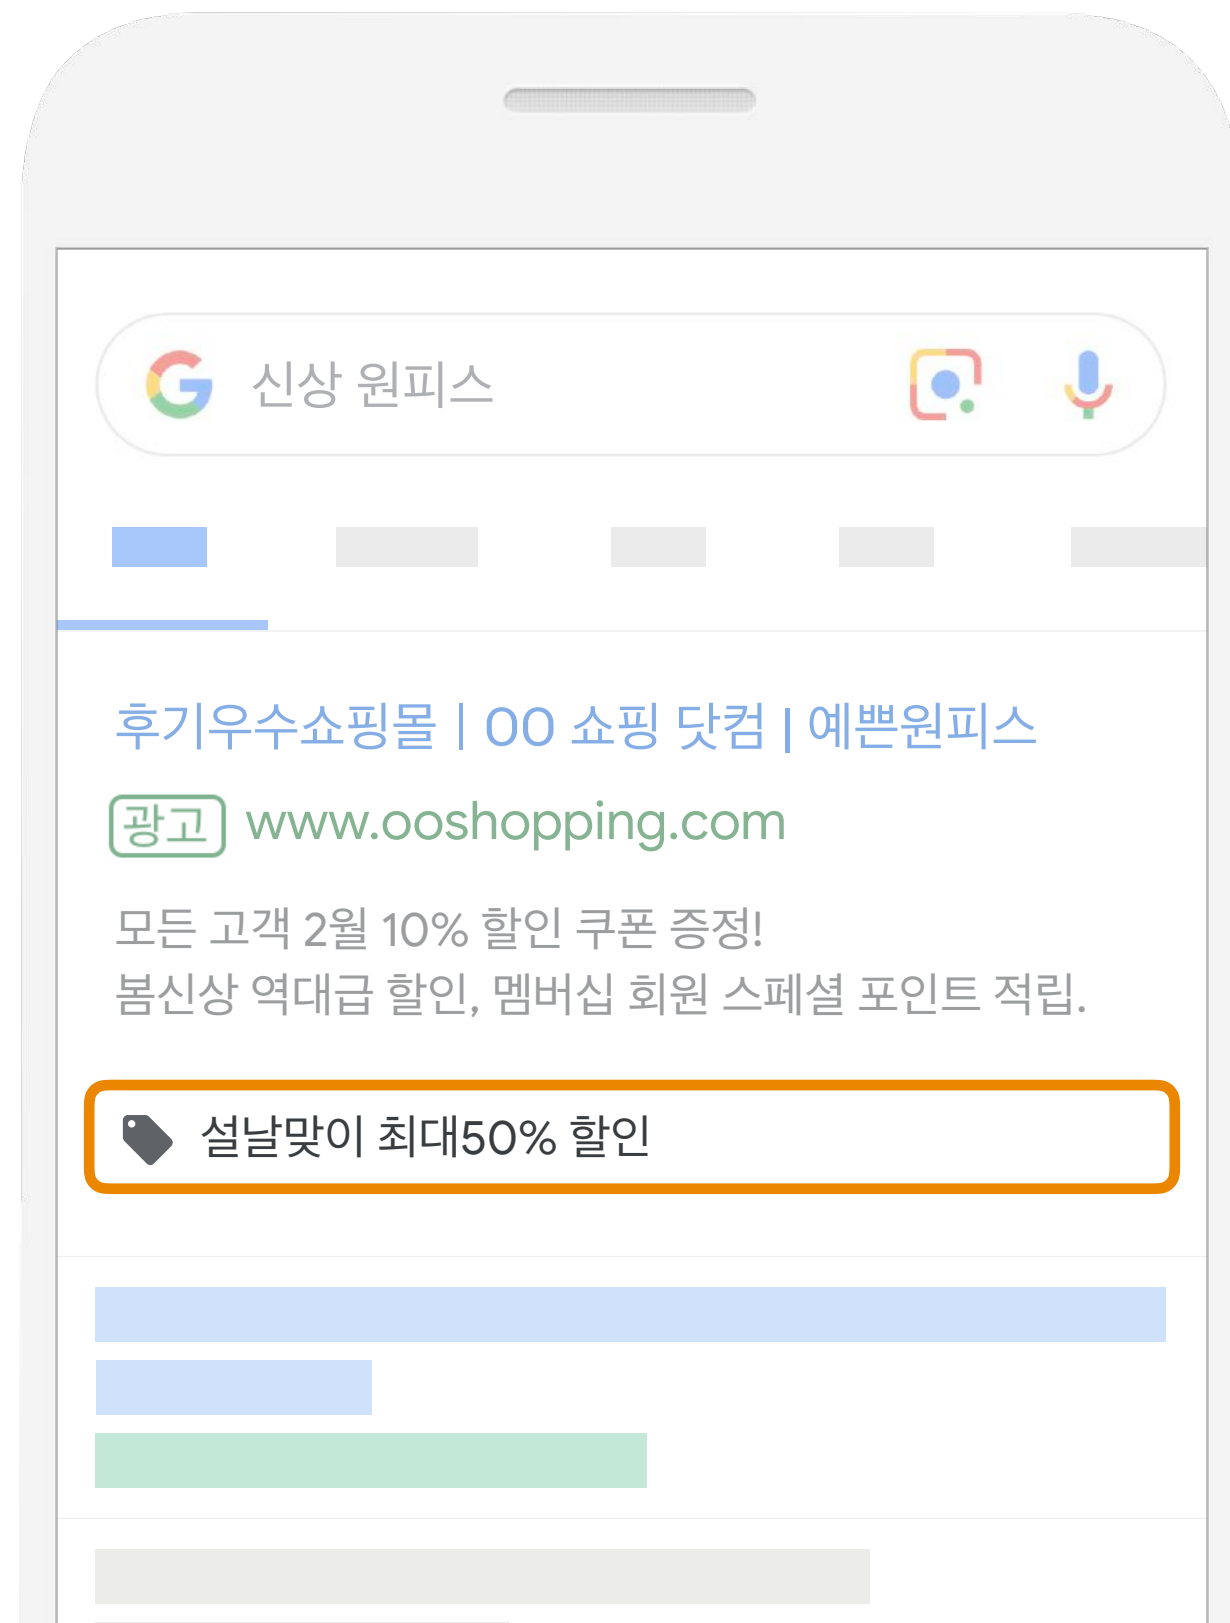 신상 원피스
후기우수쇼핑몰 | OO 쇼핑 닷컴 | 예쁜원피스
광고 www.ooshopping.com
모든 고객 2월 10% 할인 쿠폰 증정!
봄신상 역대급 할인, 멤버십 회원 스페셜 포인트 적립.
설날맞이 최대50% 할인